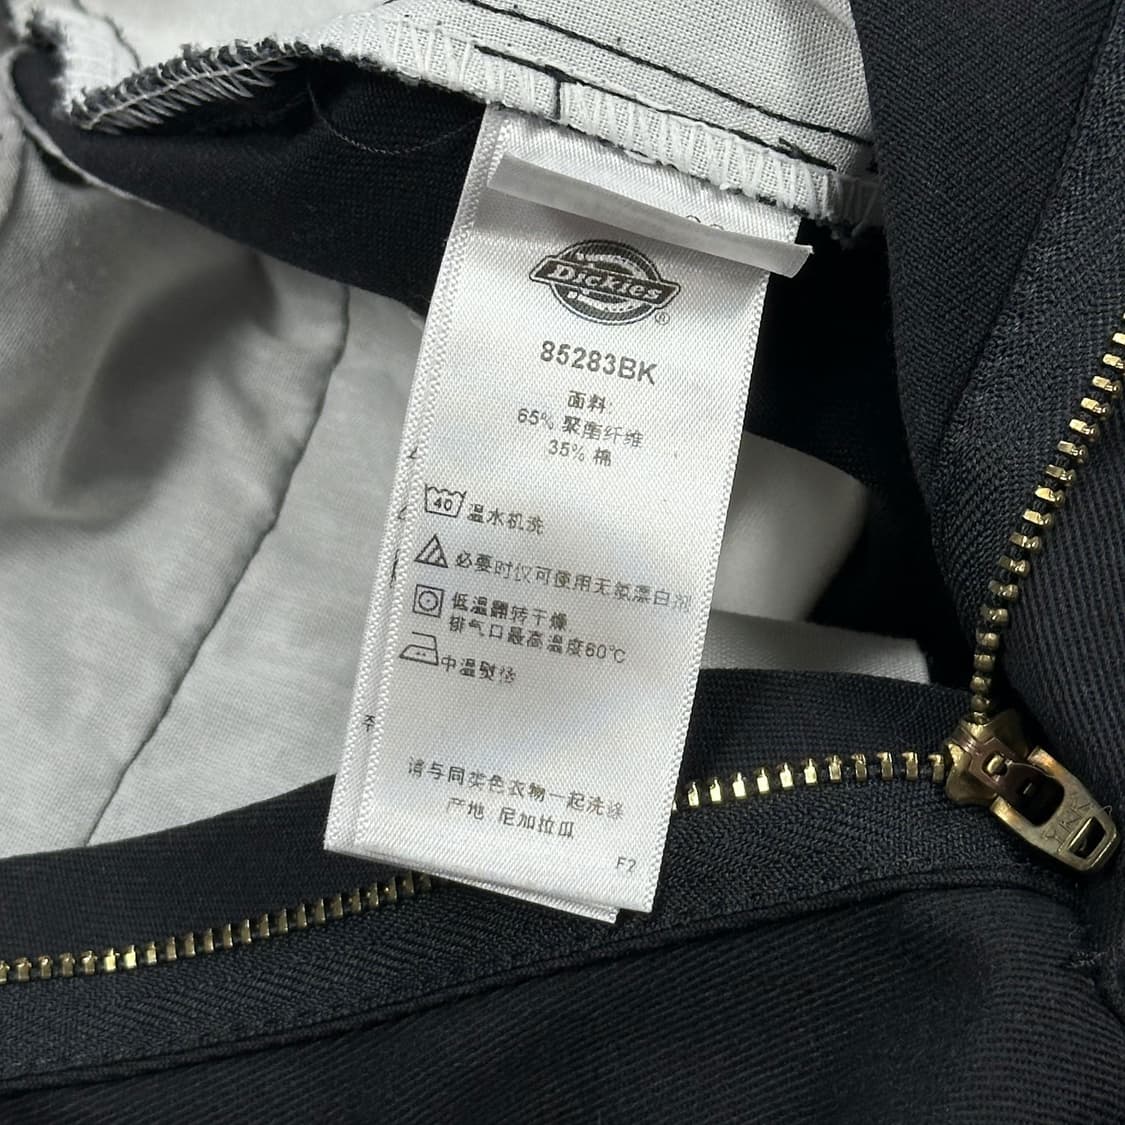 Dickies®
85283BK
面料:
65% 聚酯纤维
35% 棉
40 温水机洗
必要时仅可使用无氯漂白剂
低温翻转干燥
排气口最高温度60℃
中温熨烫
请与同类色衣物一起洗涤
产地 尼加拉瓜
F2
YKK